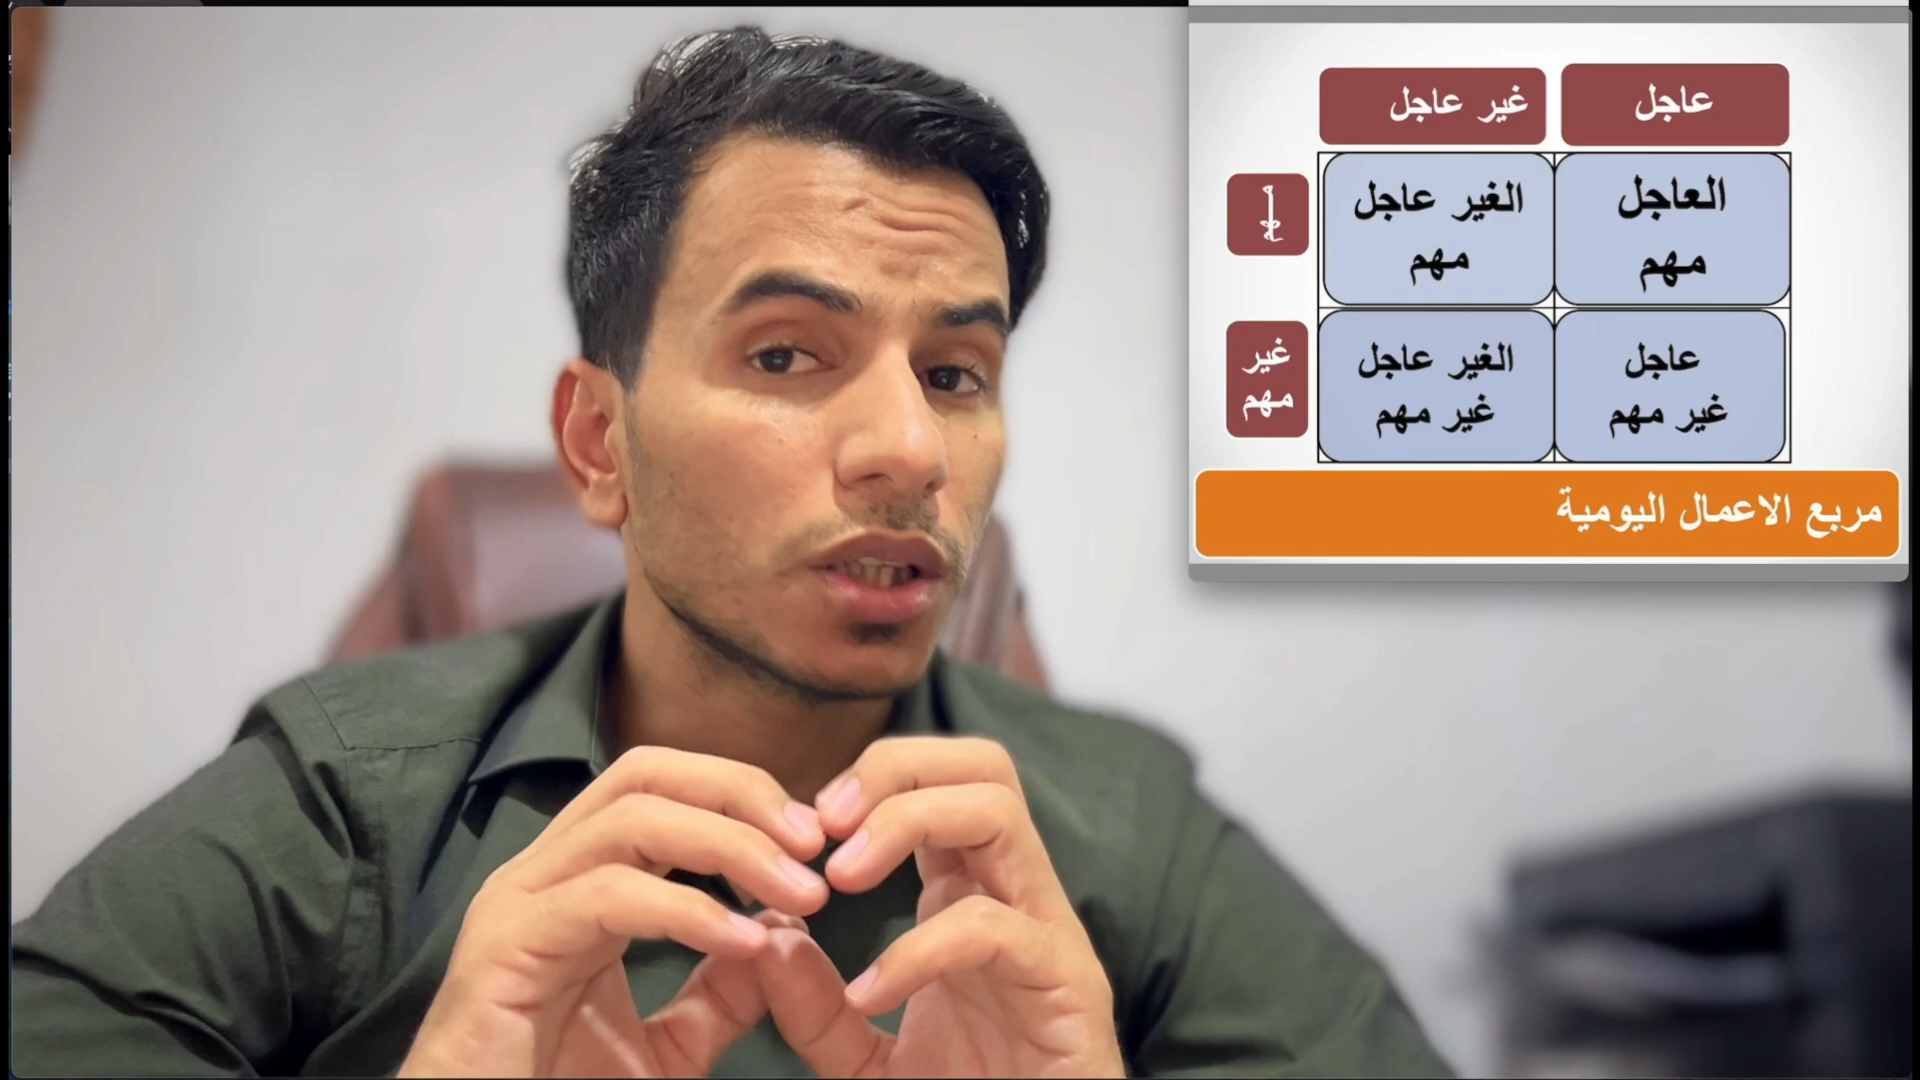 عاجل
غير عاجل
مهم
العاجل
مهم
الغير عاجل
مهم
غير
مهم
عاجل
غير مهم
الغير عاجل
غير مهم
مربع الاعمال اليومية